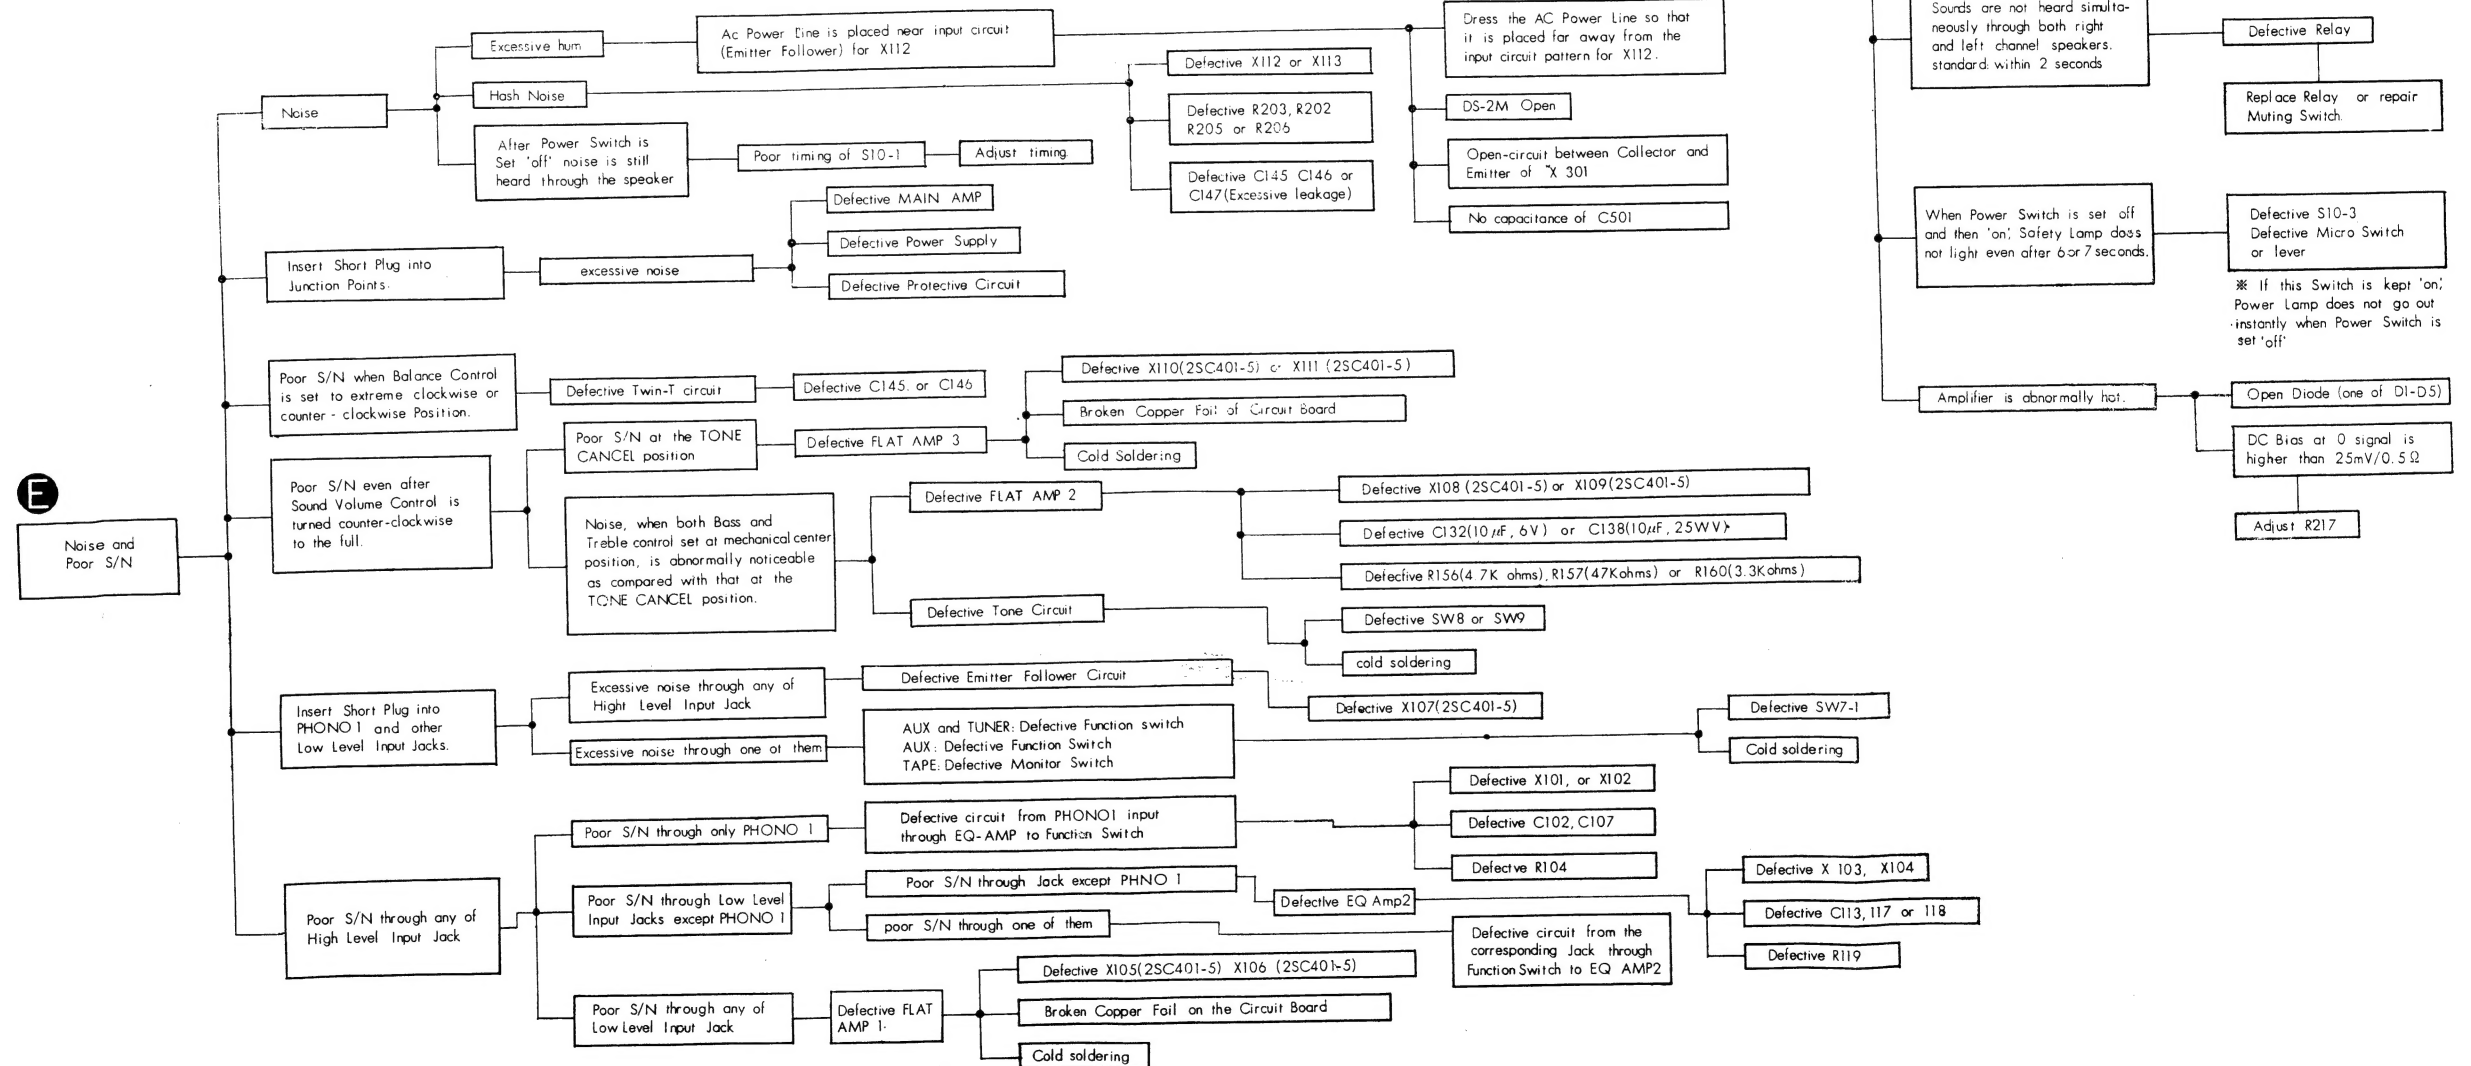 E
Noise and
Poor S/N
Noise
Excessive hum
Ac Power Line is placed near input circuit
(Emitter Follower) for X112
Dress the AC Power Line so that
it is placed far away from the
input circuit pattern for X112.
DS-2M Open
Open-circuit between Collector and
Emitter of X 301
No capacitance of C501
Hash Noise
Defective X112 or X113
Defective R203, R202
R205 or R206
Defective C145 C146 or
C147(Excessive leakage)
After Power Switch is
Set 'off' noise is still
heard through the speaker
Poor timing of S10-1
Adjust timing
Insert Short Plug into
Junction Points.
excessive noise
Defective MAIN AMP
Defective Power Supply
Defective Protective Circuit
Poor S/N when Balance Control
is set to extreme clockwise or
counter - clockwise Position.
Defective Twin-T circuit
Defective C145. or C146
Poor S/N even after
Sound Volume Control is
turned counter-clockwise
to the full.
Poor S/N at the TONE
CANCEL position
Defective FLAT AMP 3
Defective X110(2SC401-5) or X111 (2SC401-5)
Broken Copper Foil of Circuit Board
Cold Soldering
Noise, when both Bass and
Treble control set at mechanical center
position, is abnormally noticeable
as compared with that at the
TONE CANCEL position.
Defective FLAT AMP 2
Defective X108 (2SC401-5) or X109(2SC401-5)
Defective C132(10µF, 6V) or C138(10µF, 25WV)
Defective R156(4 7K ohms), R157(47Kohms) or R160(3.3Kohms)
Defective Tone Circuit
Defective SW8 or SW9
cold soldering
Insert Short Plug into
PHONO 1 and other
Low Level Input Jacks.
Excessive noise through any of
Hight Level Input Jack
Defective Emitter Follower Circuit
Defective X107(2SC401-5)
Excessive noise through one of them
AUX and TUNER: Defective Function switch
AUX: Defective Function Switch
TAPE: Defective Monitor Switch
Defective SW7-1
Cold soldering
Poor S/N through any of
High Level Input Jack
Poor S/N through only PHONO 1
Defective circuit from PHONO1 input
through EQ-AMP to Function Switch
Defective X101, or X102
Defective C102, C107
Defectve R104
Poor S/N through Low Level
Input Jacks except PHONO 1
Poor S/N through Jack except PHNO 1
Defective EQ Amp2
Defective X 103, X104
Defective C113, 117 or 118
Defective R119
poor S/N through one of them
Defective circuit from the
corresponding Jack through
Function Switch to EQ AMP2
Poor S/N through any of
Low Level Input Jack
Defective FLAT
AMP 1.
Defective X105(2SC401-5) X106 (2SC401-5)
Broken Copper Foil on the Circuit Board
Cold soldering
Sounds are not heard simulta-
neously through both right
and left channel speakers.
standard: within 2 seconds
Defective Relay
Replace Relay or repair
Muting Switch.
When Power Switch is set off
and then 'on', Safety Lamp does
not light even after 6 or 7 seconds.
Defective S10-3
Defective Micro Switch
or lever
※ If this Switch is kept 'on',
Power Lamp does not go out
instantly when Power Switch is
set 'off'
Amplifier is abnormally hot.
Open Diode (one of D1-D5)
DC Bias at 0 signal is
higher than 25mV/0.5Ω
Adjust R217